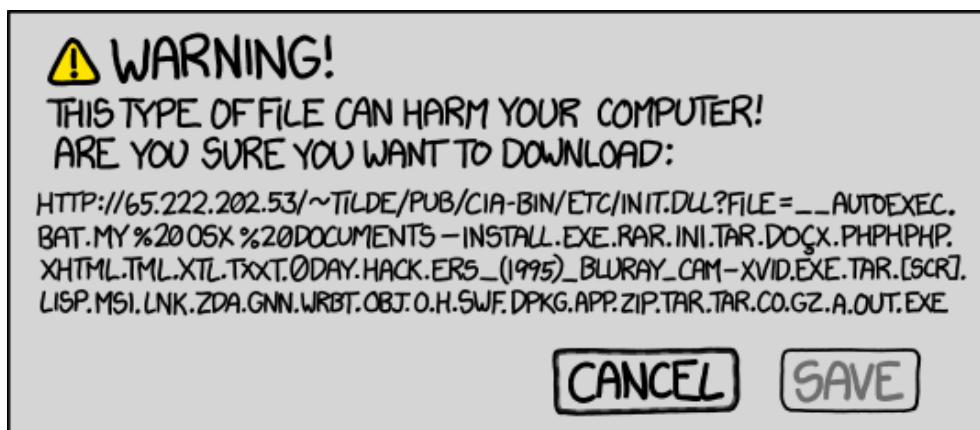 WARNING!
THIS TYPE OF FILE CAN HARM YOUR COMPUTER!
ARE YOU SURE YOU WANT TO DOWNLOAD:
HTTP://65.222.202.53/~TILDE/PUB/CIA-BIN/ETC/INIT.DLL?FILE=__AUTOEXEC.
BAT.MY%20OSX%20DOCUMENTS-INSTALL.EXE.RAR.INI.TAR.DOÇX.PHPHPHP.
XHTML.TML.XTL.TXXT.0DAY.HACK.ERS_(1995)_BLURAY_CAM-XVID.EXE.TAR.[SCR].
LISP.MSI.LNK.ZDA.GNN.WRBT.OBJ.O.H.SWF.DPKG.APP.ZIP.TAR.TAR.CO.GZ.A.OUT.EXE
CANCEL SAVE